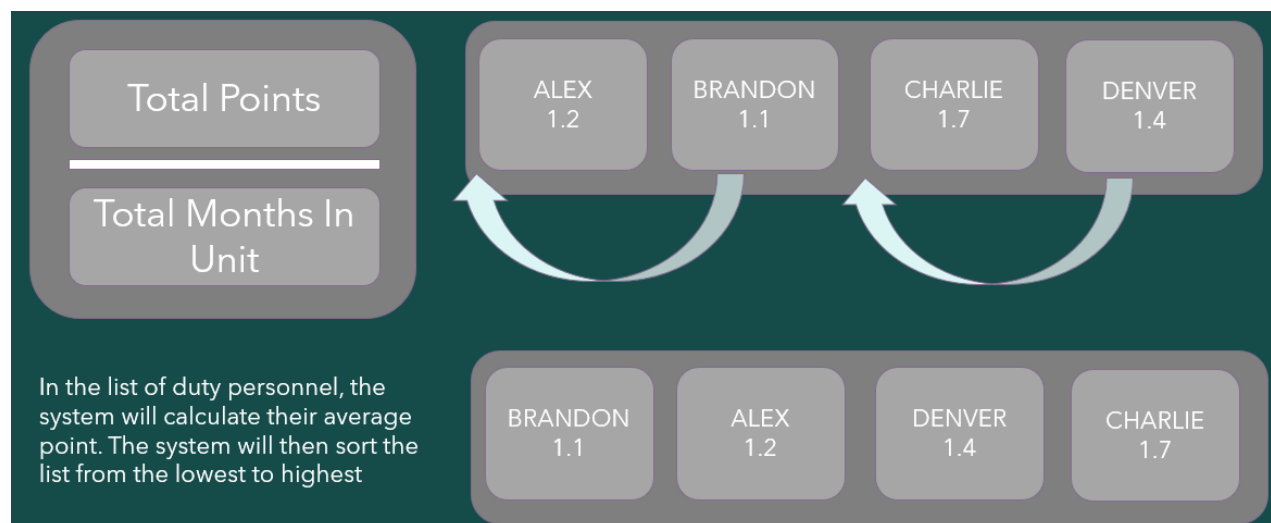 Total Points
Total Months In
Unit
ALEX
1.2
BRANDON
1.1
CHARLIE
1.7
DENVER
1.4
In the list of duty personnel, the
system will calculate their average
point. The system will then sort the
list from the lowest to highest
BRANDON
1.1
ALEX
1.2
DENVER
1.4
CHARLIE
1.7